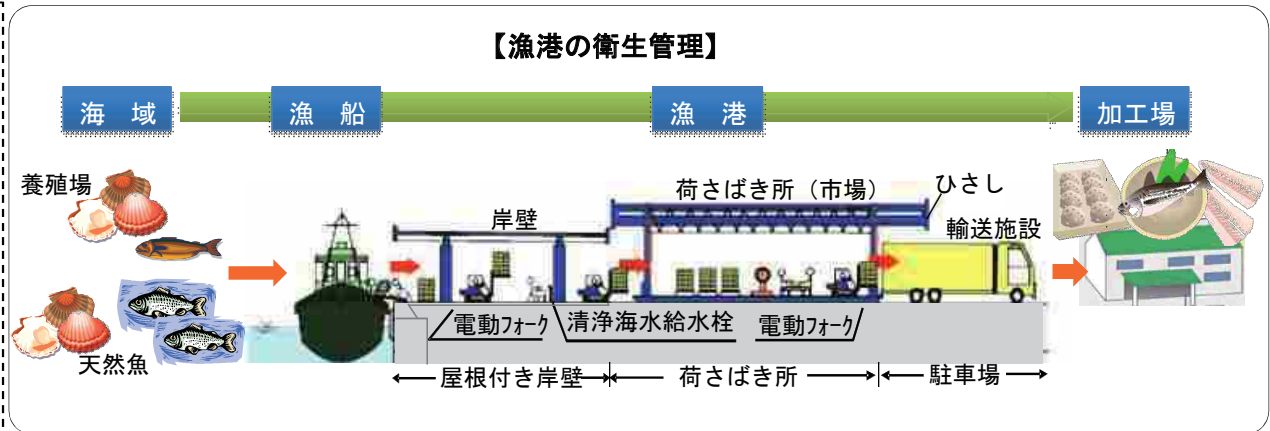 【漁港の衛生管理】
海　域
漁　船
漁　港
加工場
養殖場
天然魚
岸壁
荷さばき所（市場）
ひさし
輸送施設
電動フォーク
清浄海水給水栓
電動フォーク
屋根付き岸壁
荷さばき所
駐車場